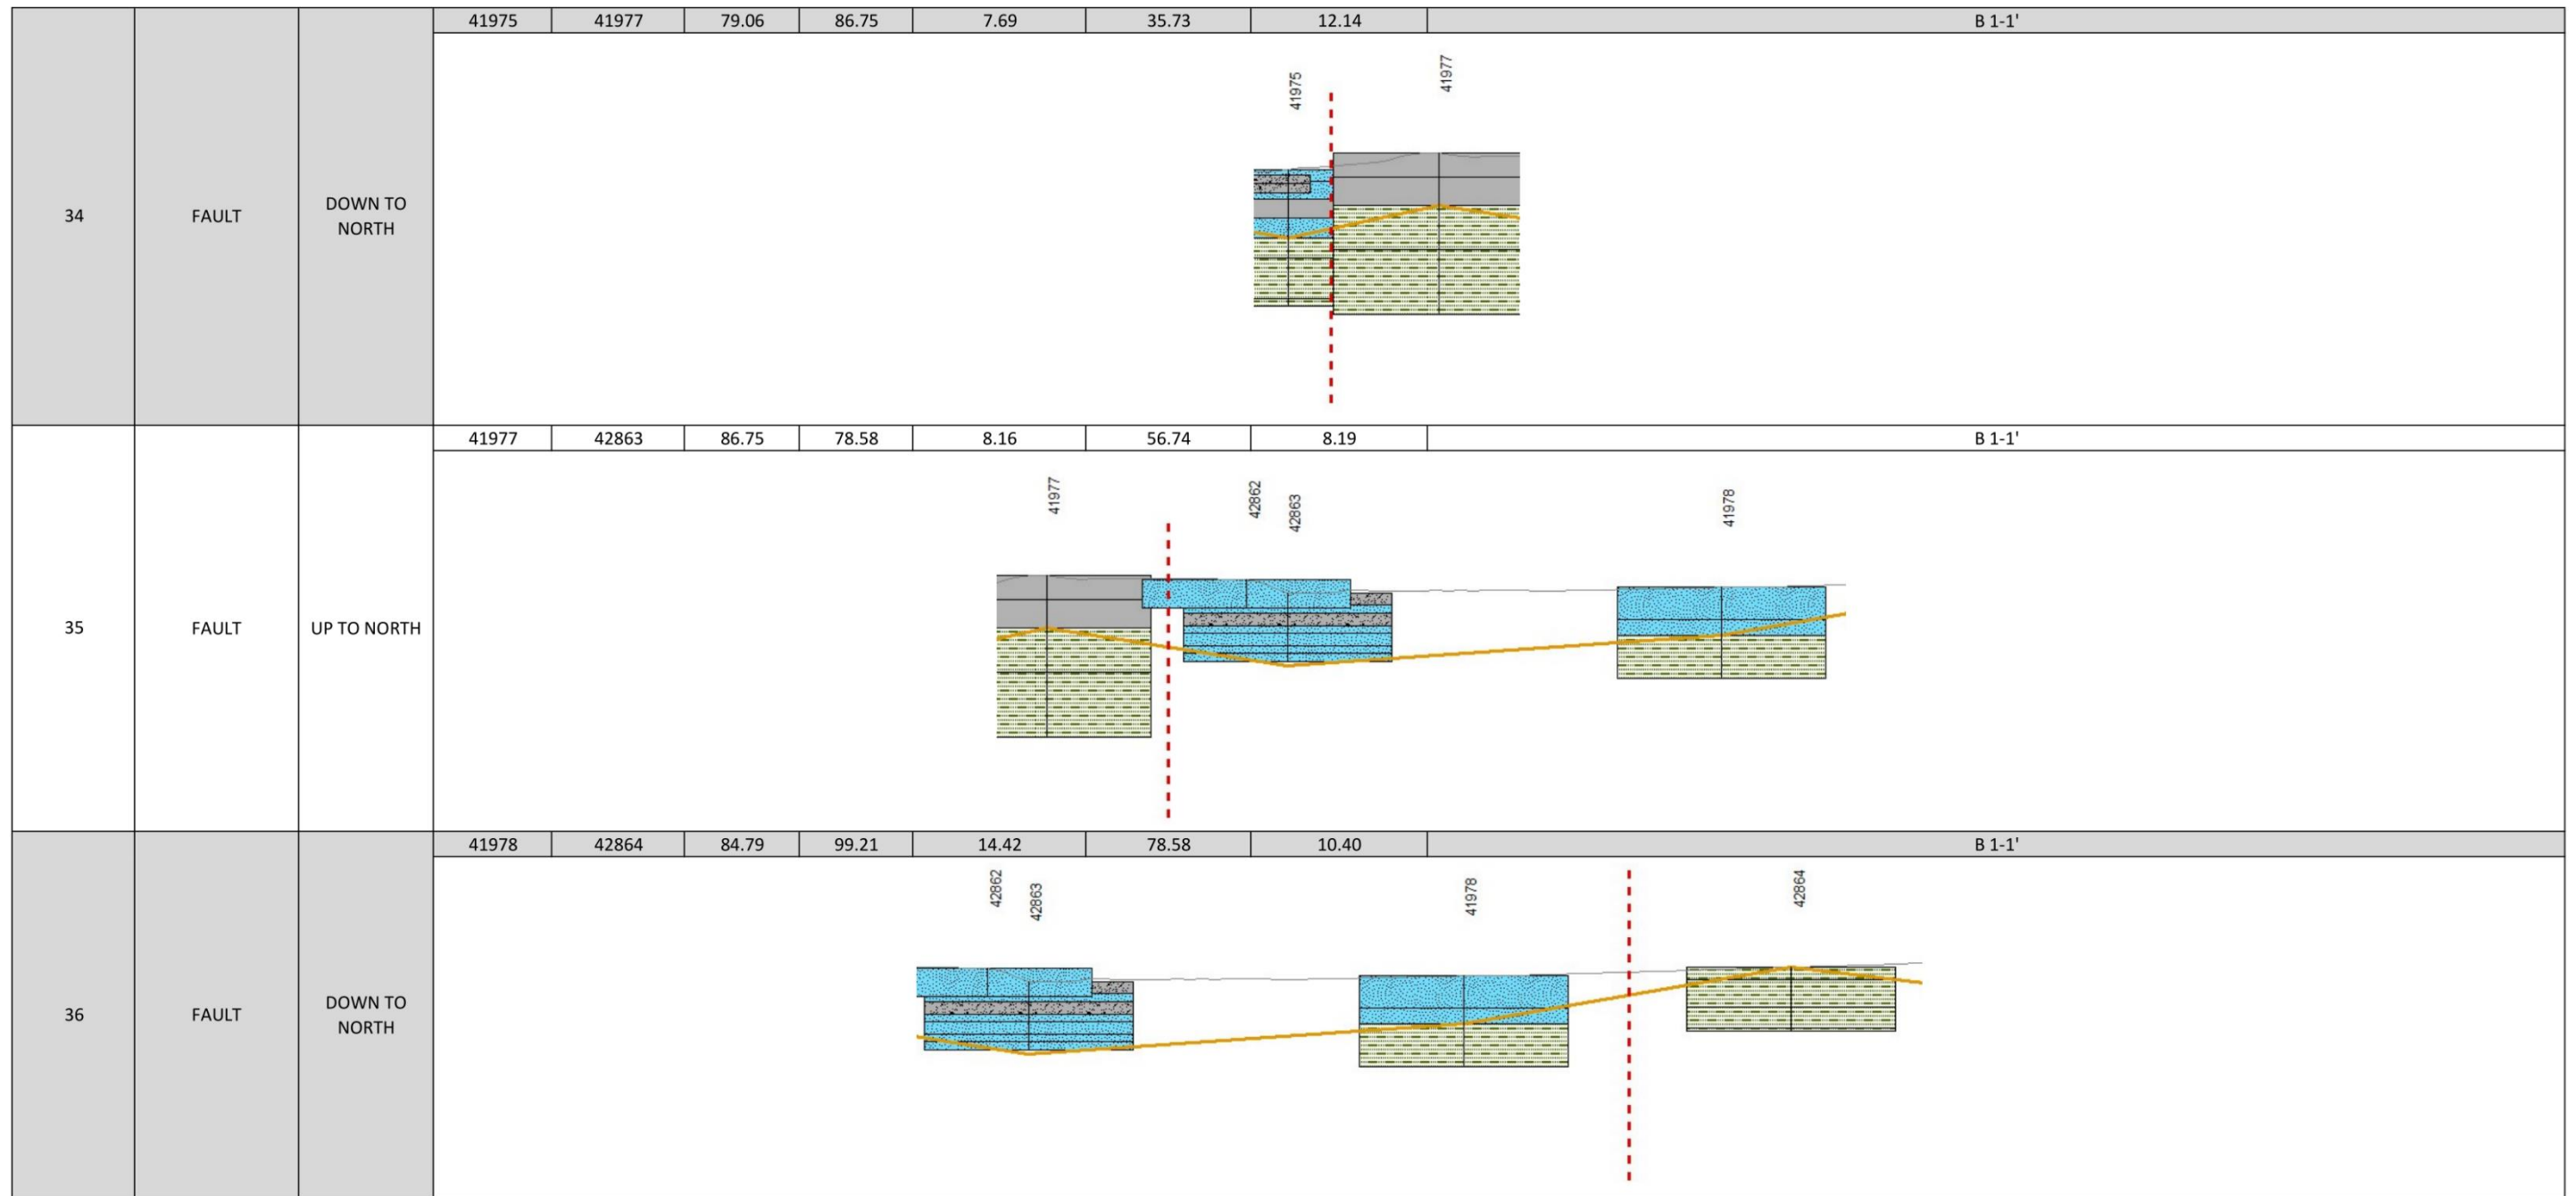 41975 41977 79.06 86.75 7.69 35.73 12.14 B 1-1'
41975
41977
34 FAULT DOWN TO
NORTH
41977 42863 86.75 78.58 8.16 56.74 8.19 B 1-1'
41977
42862
42863
41978
35 FAULT UP TO NORTH
41978 42864 84.79 99.21 14.42 78.58 10.40 B 1-1'
42862
42863
41978
42864
36 FAULT DOWN TO
NORTH